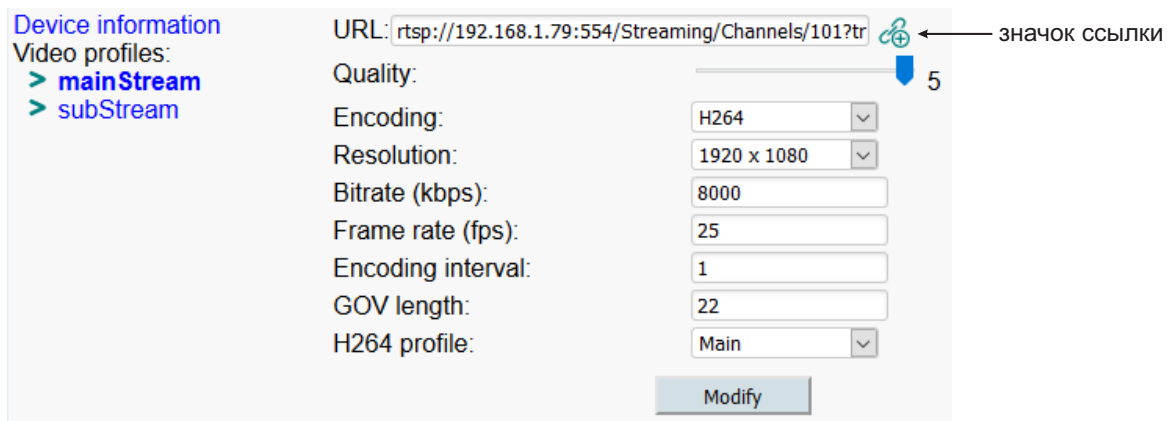 Device information
Video profiles:
> mainStream
> subStream
URL: rtsp://192.168.1.79:554/Streaming/Channels/101?tr
значок ссылки
Quality: 5
Encoding: H264
Resolution: 1920 x 1080
Bitrate (kbps): 8000
Frame rate (fps): 25
Encoding interval: 1
GOV length: 22
H264 profile: Main
Modify